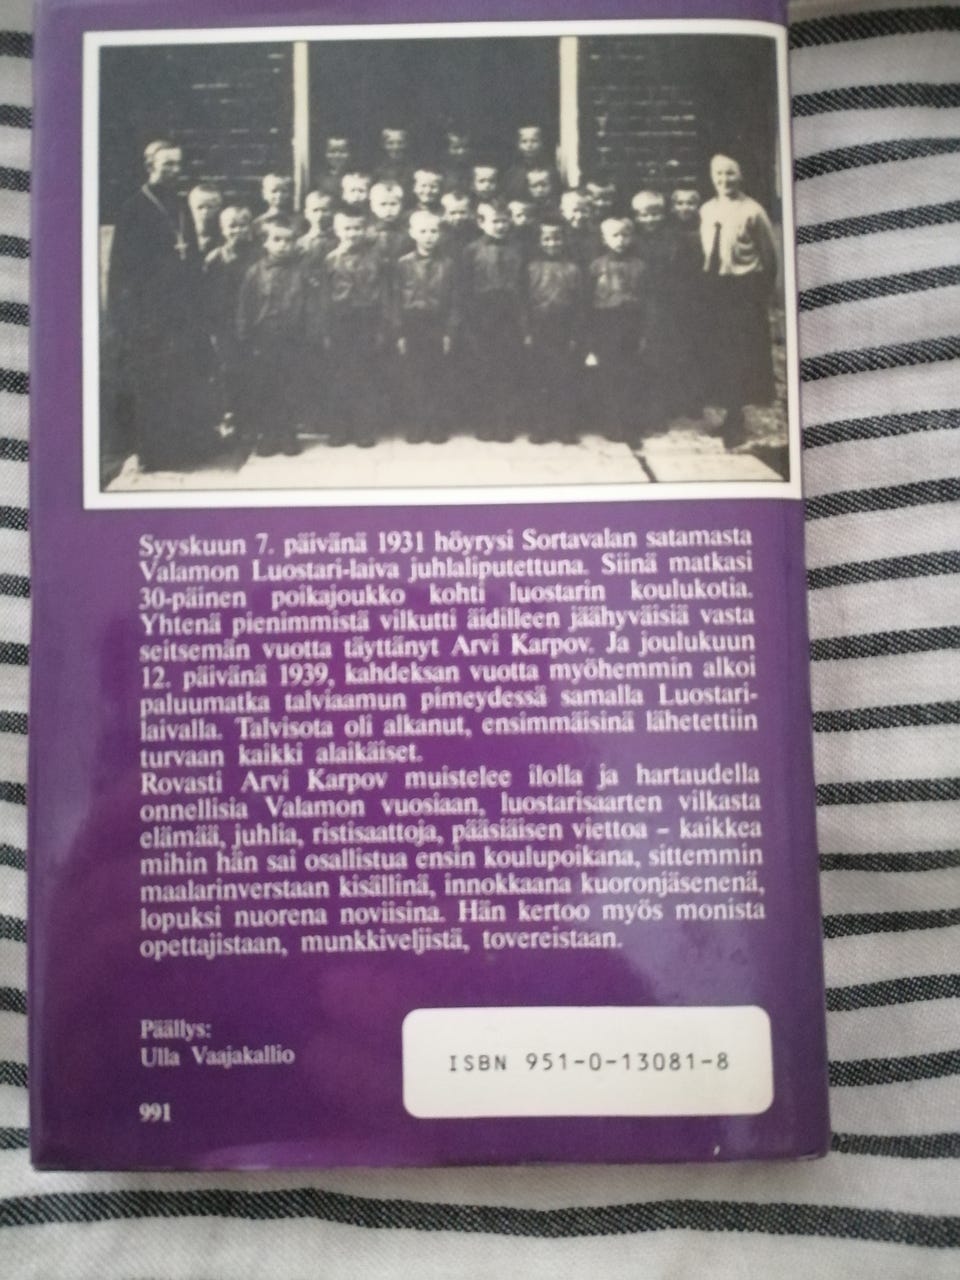 Syyskuun 7. päivänä 1931 höyrysi Sortavalan satamasta
Valamon Luostari-laiva juhlaliputettuna. Siinä matkasi
30-päinen poikajoukko kohti luostarin koulukotia.
Yhtenä pienimmistä vilkutti äidilleen jäähyväisiä vasta
seitsemän vuotta täyttänyt Arvi Karpov. Ja joulukuun
12. päivänä 1939, kahdeksan vuotta myöhemmin alkoi
paluumatka talviaamun pimeydessä samalla Luostari-
laivalla. Talvisota oli alkanut, ensimmäisinä lähetettiin
turvaan kaikki alaikäiset.
Rovasti Arvi Karpov muistelee ilolla ja hartaudella
onnellisia Valamon vuosiaan, luostarisaarten vilkasta
elämää, juhlia, ristisaattoja, pääsiäisen viettoa – kaikkea
mihin hän sai osallistua ensin koulupoikana, sittemmin
maalarinverstaan kisällinä, innokkaana kuoronjäsenenä,
lopuksi nuorena noviisina. Hän kertoo myös monista
opettajistaan, munkkiveljistä, tovereistaan.
Päällys:
Ulla Vaajakallio
ISBN 951-0-13081-8
991